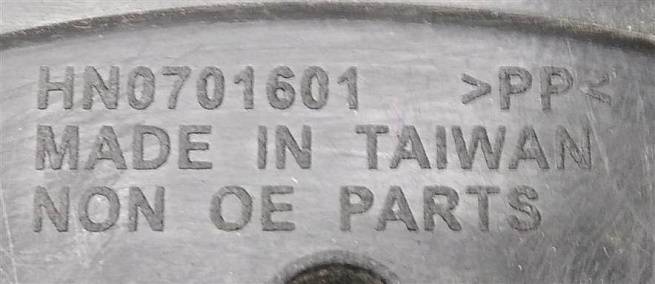 HN0701601 >PP<
MADE IN TAIWAN
NON OE PARTS